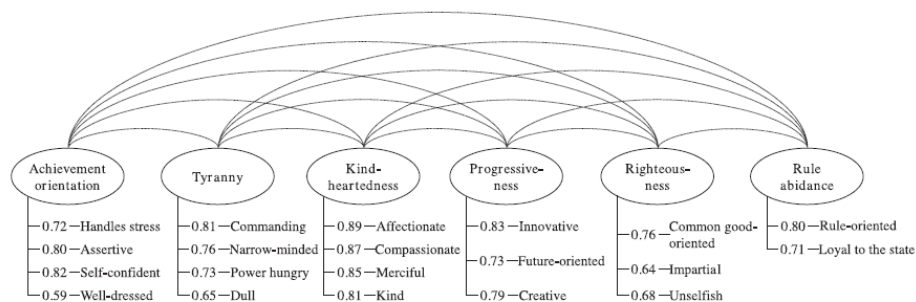 Achievement
orientation
Tyranny
Kind-
heartedness
Progressive-
ness
Righteous-
ness
Rule
abidance
0.72 Handles stress
0.80 Assertive
0.82 Self-confident
0.59 Well-dressed
0.81 Commanding
0.76 Narrow-minded
0.73 Power hungry
0.65 Dull
0.89 Affectionate
0.87 Compassionate
0.85 Merciful
0.81 Kind
0.83 Innovative
0.73 Future-oriented
0.79 Creative
0.76 Common good-
oriented
0.64 Impartial
0.68 Unselfish
0.80 Rule-oriented
0.71 Loyal to the state